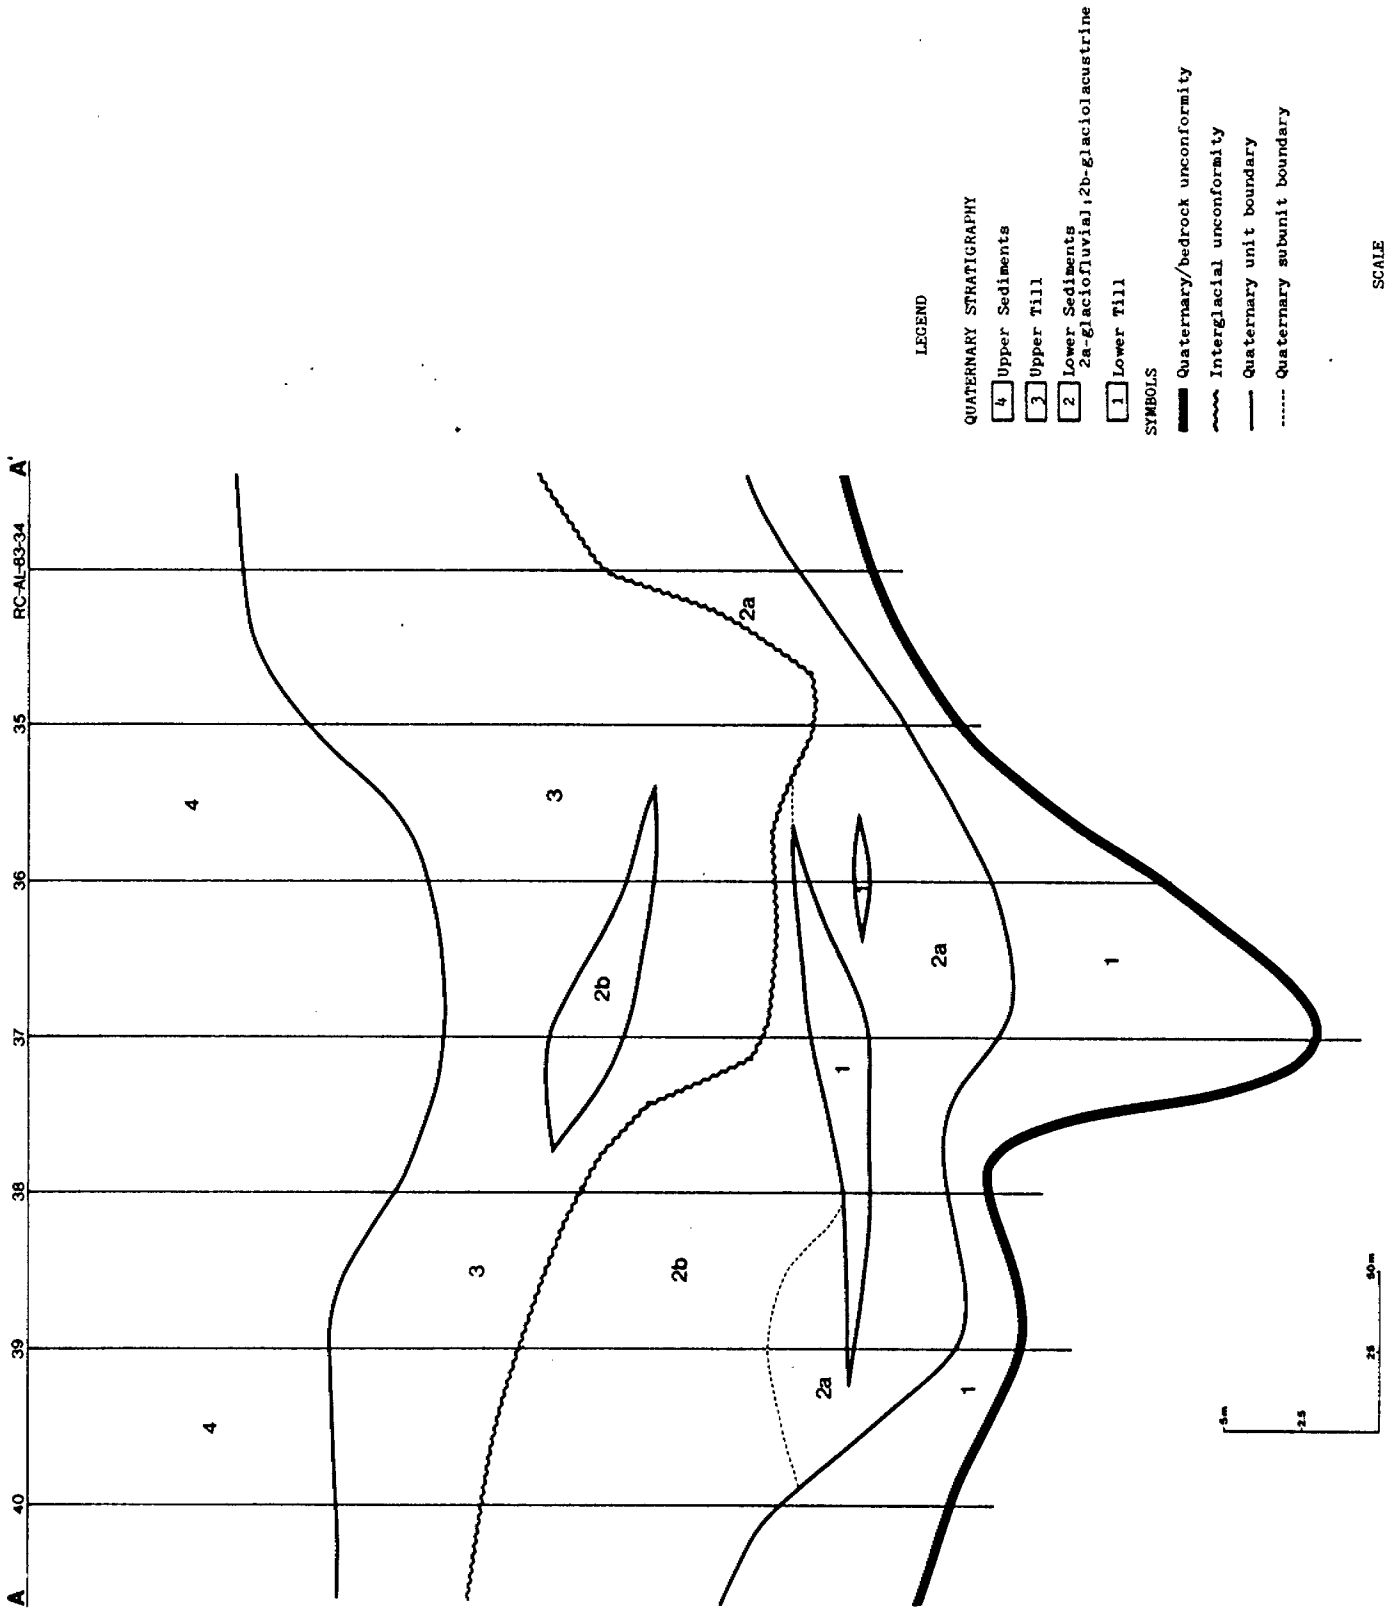 A 40 39 38 37 36 35 RC-AL-83-34 A'
4
4
3
3
2b
2b
2a
2a
2a
1
1
1
1
LEGEND
QUATERNARY STRATIGRAPHY
4 Upper Sediments
3 Upper Till
2 Lower Sediments
2a-glaciofluvial;2b-glaciolacustrine
1 Lower Till
SYMBOLS
Quaternary/bedrock unconformity
Interglacial unconformity
Quaternary unit boundary
Quaternary subunit boundary
SCALE
5m
2.5
25 50m